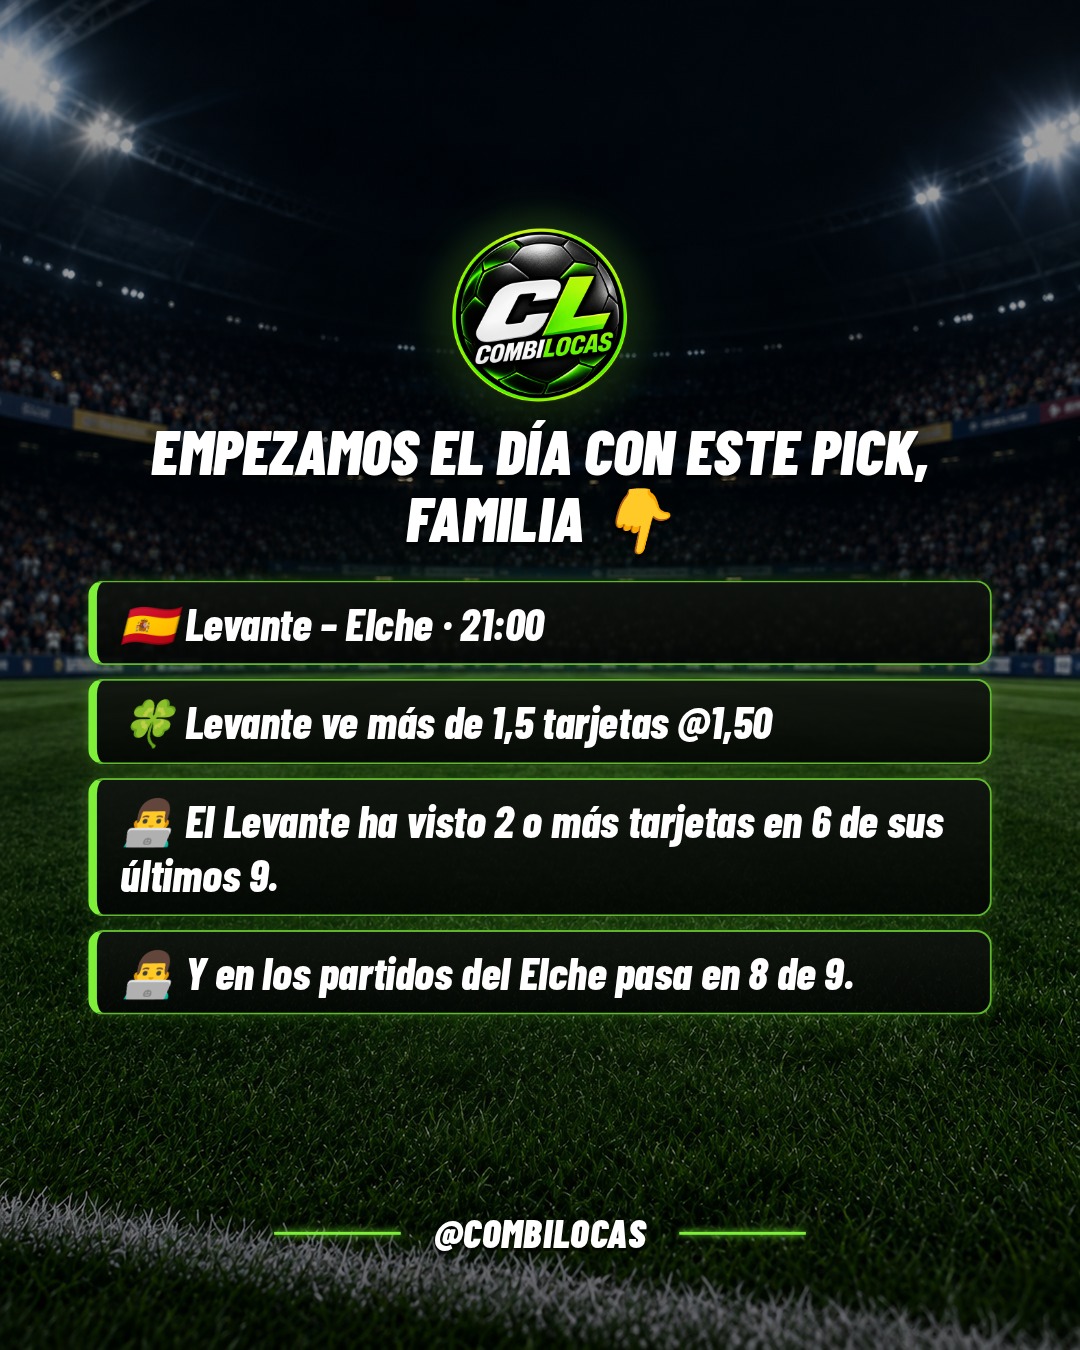 CL
COMBILOCAS
EMPEZAMOS EL DÍA CON ESTE PICK,
FAMILIA 👇
🇪🇸 Levante - Elche · 21:00
🍀 Levante ve más de 1,5 tarjetas @1,50
👨‍💻 El Levante ha visto 2 o más tarjetas en 6 de sus
últimos 9.
👨‍💻 Y en los partidos del Elche pasa en 8 de 9.
@COMBILOCAS